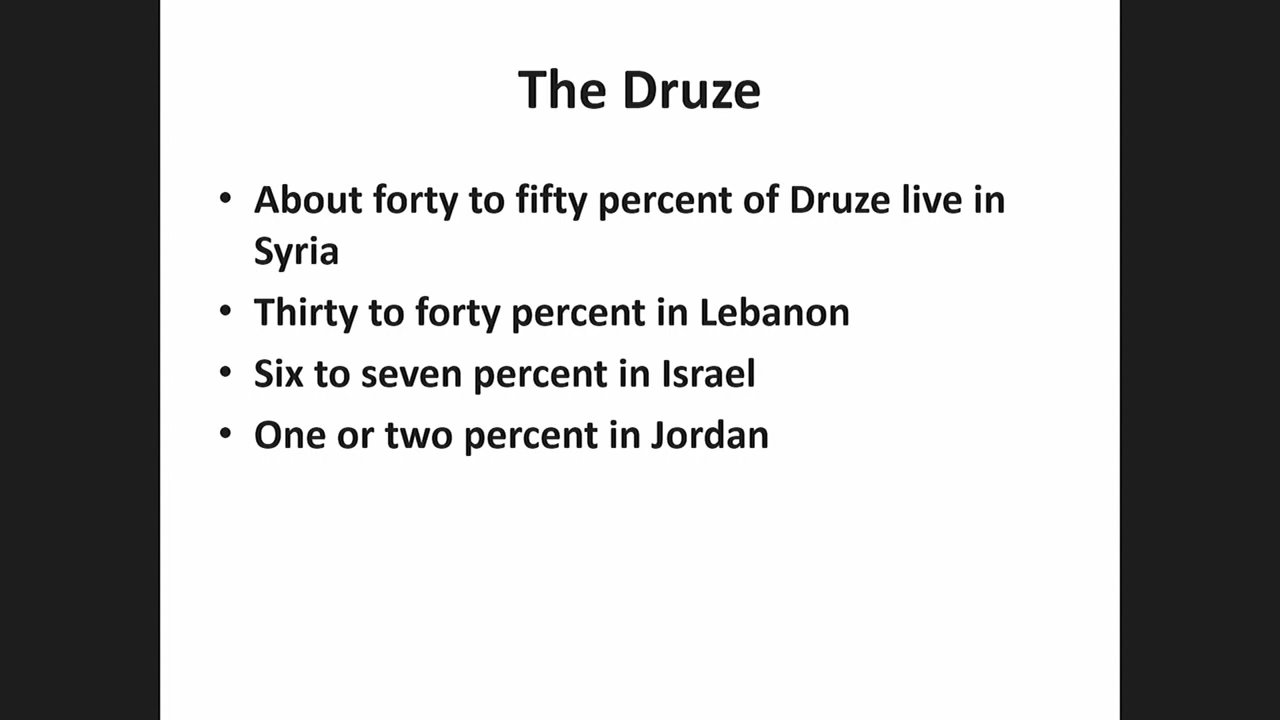 The Druze
• About forty to fifty percent of Druze live in
Syria
• Thirty to forty percent in Lebanon
• Six to seven percent in Israel
• One or two percent in Jordan